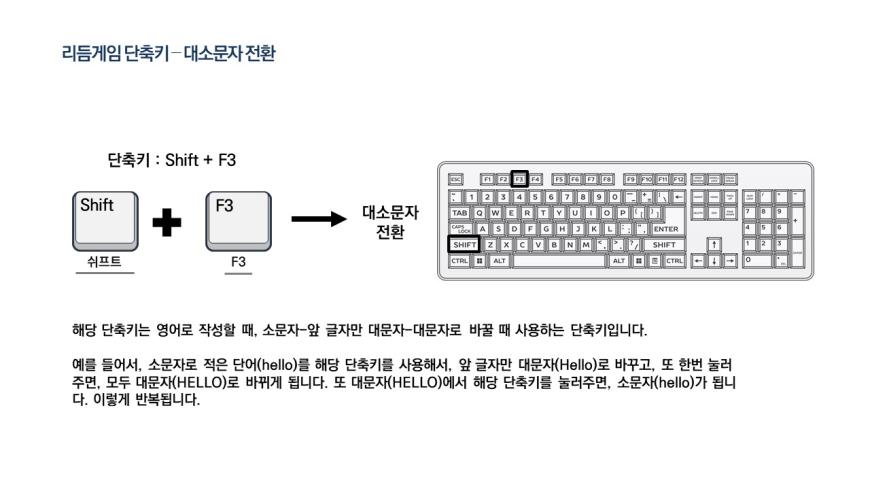 리듬게임 단축키 – 대소문자 전환
단축키 : Shift + F3
Shift
F3
대소문자
전환
쉬프트
F3
ESC F1 F2 F3 F4 F5 F6 F7 F8 F9 F10 F11 F12
1 2 3 4 5 6 7 8 9 0
TAB Q W E R T Y U I O P
CAPS LOCK A S D F G H J K L ENTER
SHIFT Z X C V B N M SHIFT
CTRL ALT ALT CTRL
7 8 9
4 5 6
1 2 3
0
해당 단축키는 영어로 작성할 때, 소문자-앞 글자만 대문자-대문자로 바꿀 때 사용하는 단축키입니다.
예를 들어서, 소문자로 적은 단어(hello)를 해당 단축키를 사용해서, 앞 글자만 대문자(Hello)로 바꾸고, 또 한번 눌러
주면, 모두 대문자(HELLO)로 바뀌게 됩니다. 또 대문자(HELLO)에서 해당 단축키를 눌러주면, 소문자(hello)가 됩니
다. 이렇게 반복됩니다.